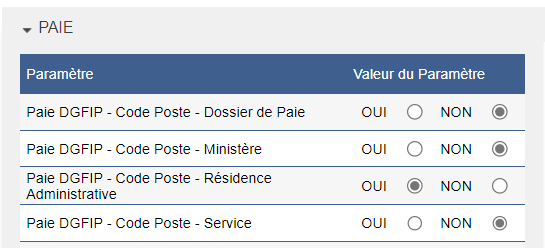 PAIE
Paramètre Valeur du Paramètre
Paie DGFIP - Code Poste - Dossier de Paie OUI NON
Paie DGFIP - Code Poste - Ministère OUI NON
Paie DGFIP - Code Poste - Résidence
Administrative OUI NON
Paie DGFIP - Code Poste - Service OUI NON